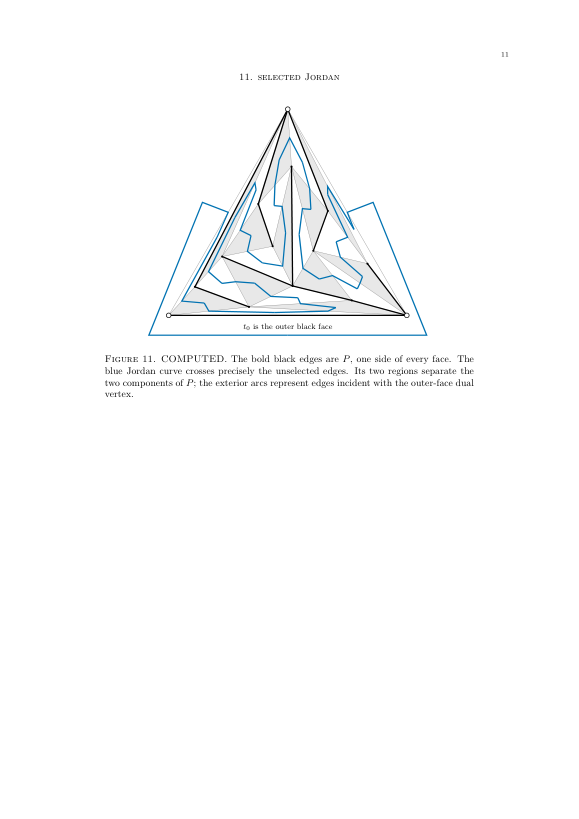 11
11. SELECTED JORDAN
t₀ is the outer black face
FIGURE 11. COMPUTED. The bold black edges are P, one side of every face. The
blue Jordan curve crosses precisely the unselected edges. Its two regions separate the
two components of P; the exterior arcs represent edges incident with the outer-face dual
vertex.